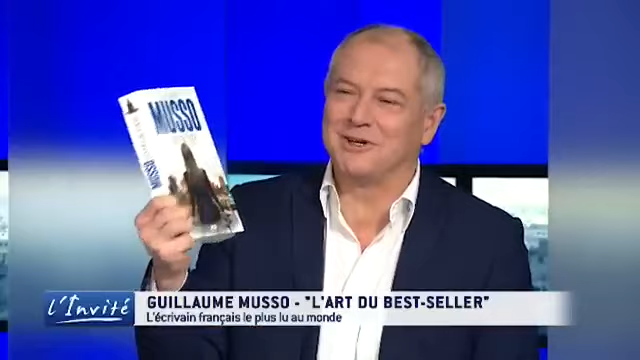 MUSSO
MUSSO
l'Invité
GUILLAUME MUSSO - "L'ART DU BEST-SELLER"
L'écrivain français le plus lu au monde